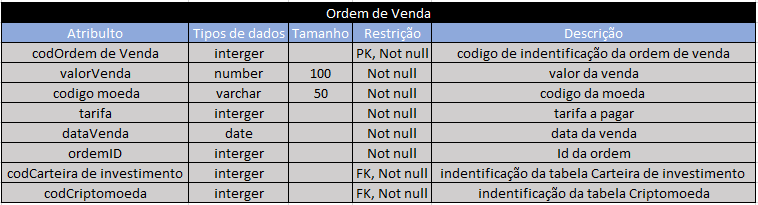 Ordem de Venda
Atribulto Tipos de dados Tamanho Restrição Descrição
codOrdem de Venda interger PK, Not null codigo de indentificação da ordem de venda
valorVenda number 100 Not null valor da venda
codigo moeda varchar 50 Not null codigo da moeda
tarifa interger Not null tarifa a pagar
dataVenda date Not null data da venda
ordemID interger Not null Id da ordem
codCarteira de investimento interger FK, Not null indentificação da tabela Carteira de investimento
codCriptomoeda interger FK, Not null indentificação da tabela Criptomoeda